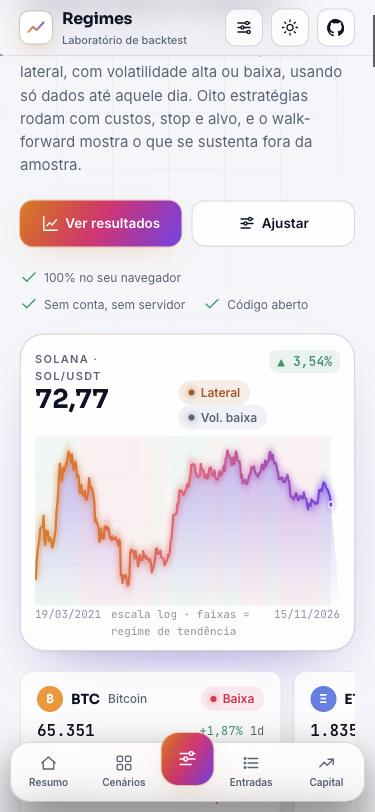 Regimes
Laboratório de backtest
lateral, com volatilidade alta ou baixa, usando
só dados até aquele dia. Oito estratégias
rodam com custos, stop e alvo, e o walk-
forward mostra o que se sustenta fora da
amostra.
Ver resultados
Ajustar
100% no seu navegador
Sem conta, sem servidor
Código aberto
SOLANA ·
SOL/USDT
▲ 3,54%
72,77
Lateral
Vol. baixa
19/03/2021
escala log · faixas =
regime de tendência
15/11/2026
BTC Bitcoin
Baixa
65.351
+1,87% 1d
1.835
Resumo
Cenários
Entradas
Capital